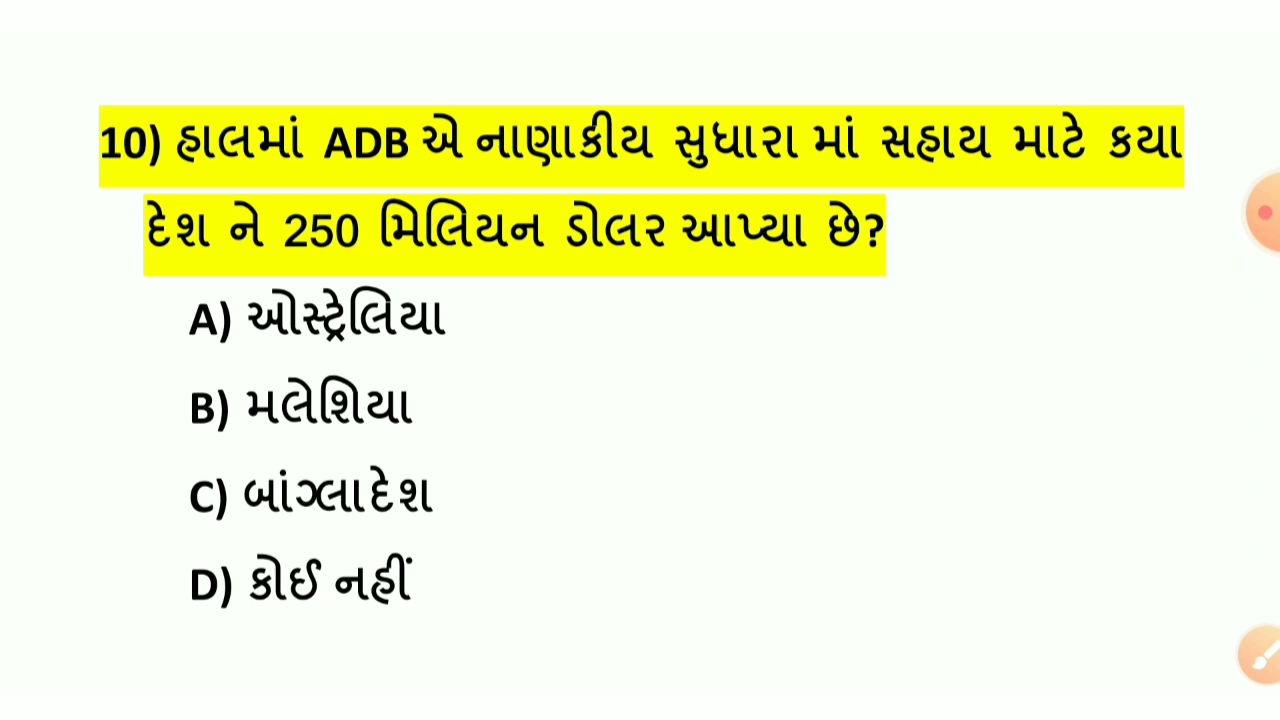 10) હાલમાં ADB એ નાણાકીય સુધારા માં સહાય માટે કયા
દેશ ને 250 મિલિયન ડોલર આપ્યા છે?
A) ઓસ્ટ્રેલિયા
B) મલેશિયા
C) બાંગ્લાદેશ
D) કોઈ નહીં